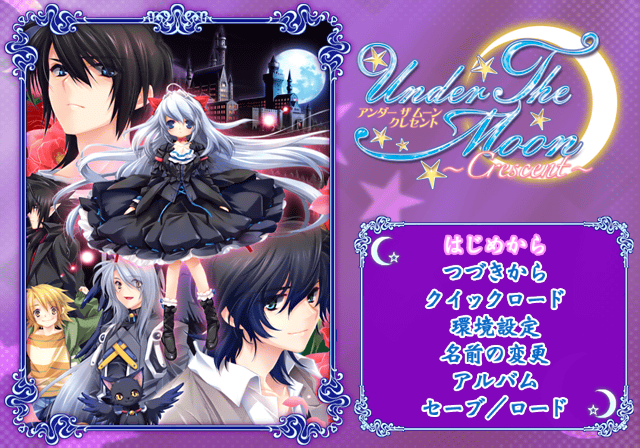 Under The
アンダー ザ ムーン
クレセント
Moon
~ Crescent ~
はじめから
つづきから
クイックロード
環境設定
名前の変更
アルバム
セーブ／ロード